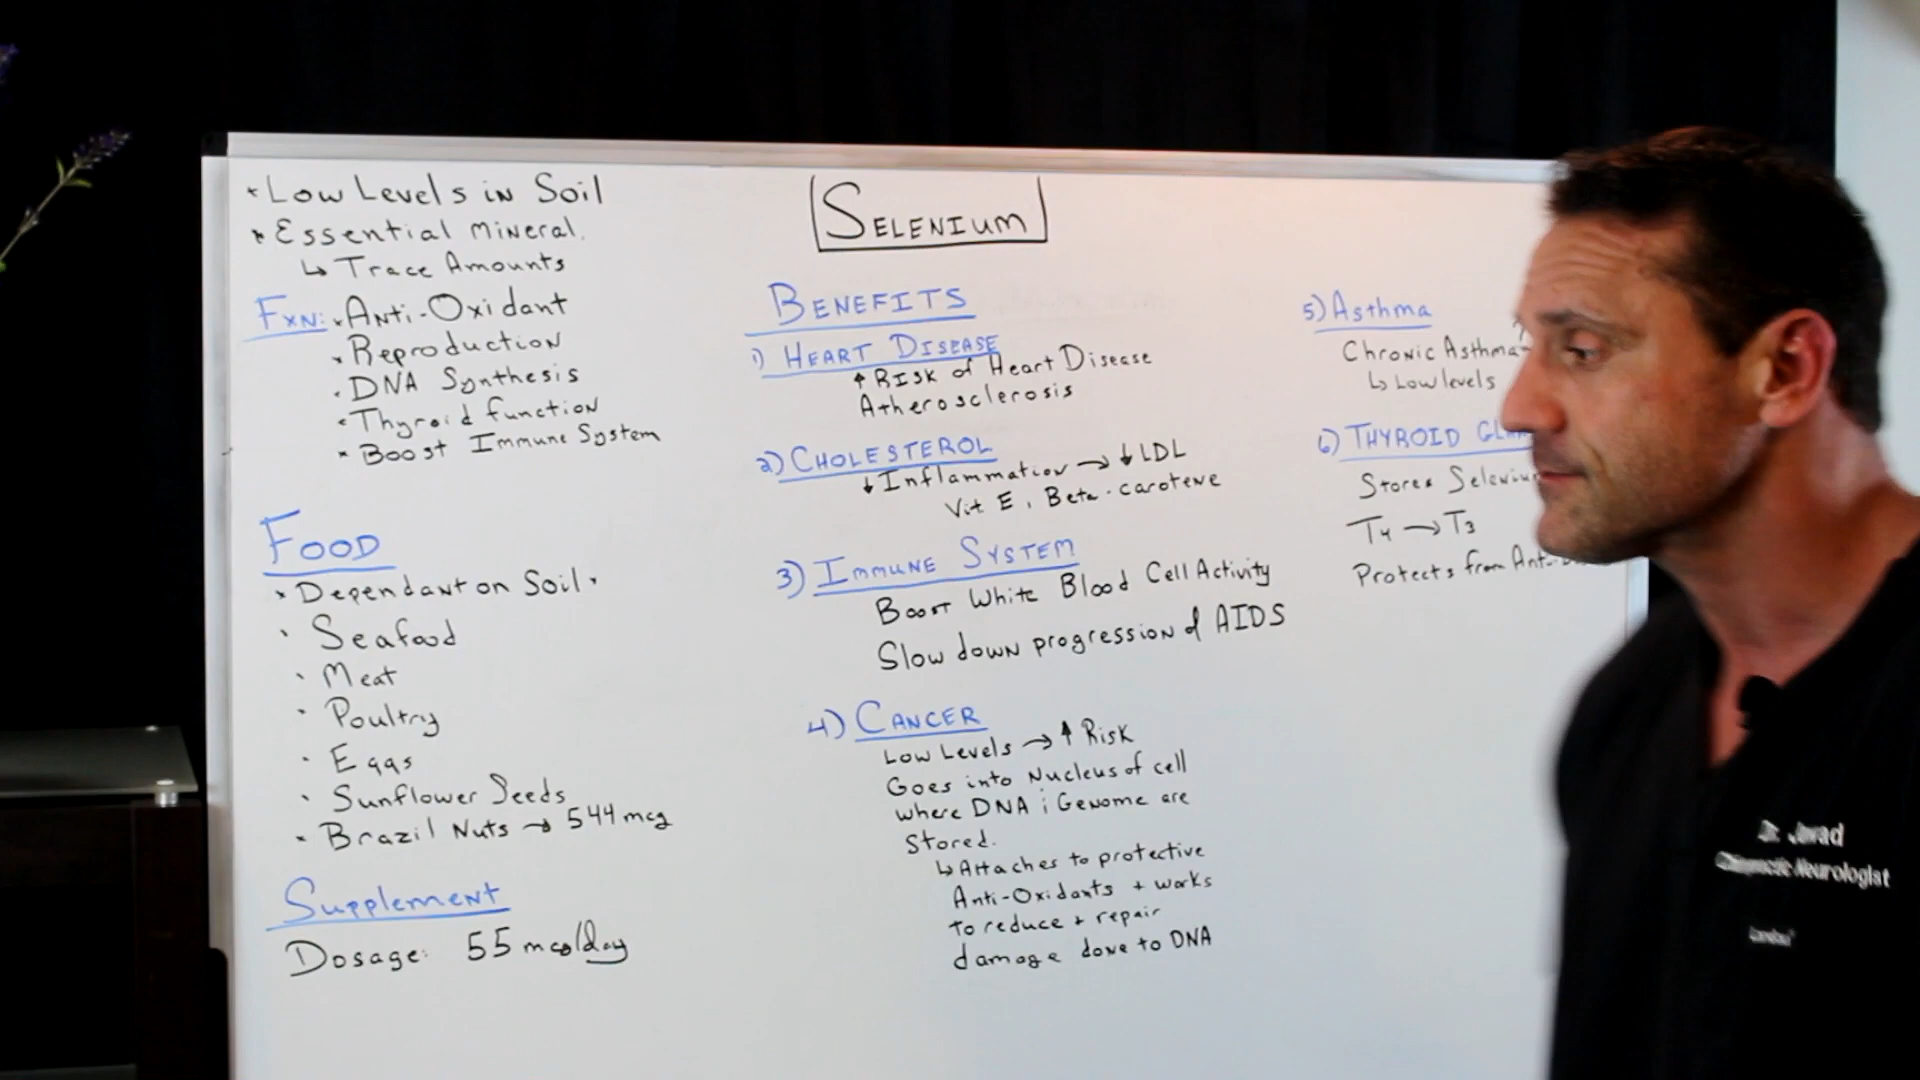 * Low Levels in Soil
* Essential Mineral.
↳ Trace Amounts
Fxn: * Anti-Oxidant
* Reproduction
• DNA Synthesis
• Thyroid function
* Boost Immune System
Food
* Dependant on Soil.
• Seafood
• Meat
• Poultry
• Eggs
• Sunflower Seeds
• Brazil Nuts → 544 mcg
Supplement
Dosage: 55 mcg/day
SELENIUM
BENEFITS
1) HEART DISEASE
↑ Risk of Heart Disease
Atherosclerosis
2) CHOLESTEROL
↓ Inflammation → ↓ LDL
Vit E, Beta-carotene
3) IMMUNE SYSTEM
Boost White Blood Cell Activity
Slow down progression of AIDS
4) CANCER
Low Levels → ↑ Risk
Goes into Nucleus of cell
where DNA & Genome are
Stored.
↳ Attaches to protective
Anti-Oxidants + works
to reduce + repair
damage done to DNA
5) Asthma
Chronic Asthma
↳ Low levels
6) THYROID
Stores
T4 → T3
Protects from
Dr. Jawad
Neurologist